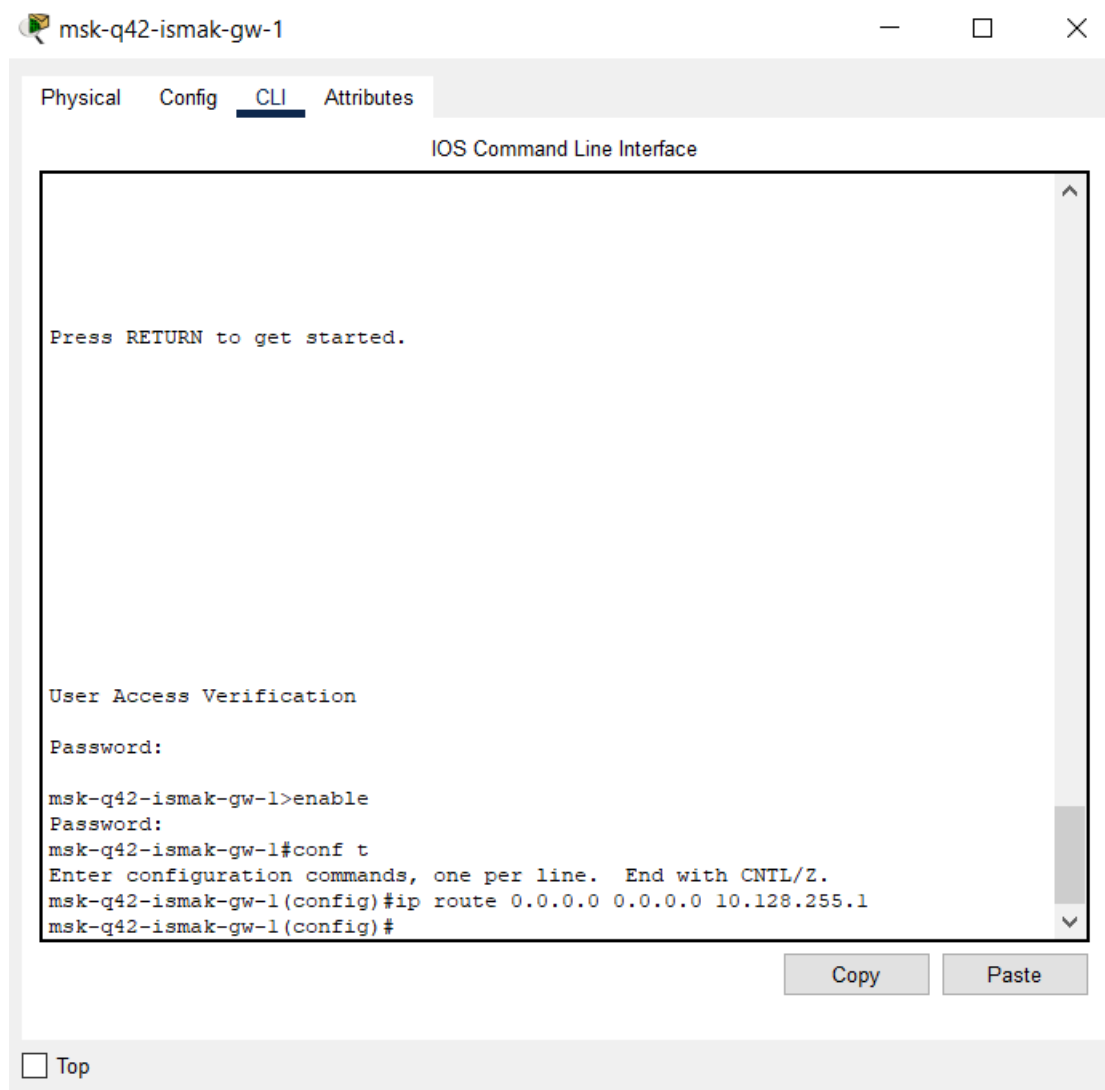 msk-q42-ismak-gw-1
Physical Config CLI Attributes
IOS Command Line Interface
Press RETURN to get started.
User Access Verification
Password:
msk-q42-ismak-gw-1>enable
Password:
msk-q42-ismak-gw-1#conf t
Enter configuration commands, one per line.  End with CNTL/Z.
msk-q42-ismak-gw-1(config)#ip route 0.0.0.0 0.0.0.0 10.128.255.1
msk-q42-ismak-gw-1(config)#
Copy Paste
Top